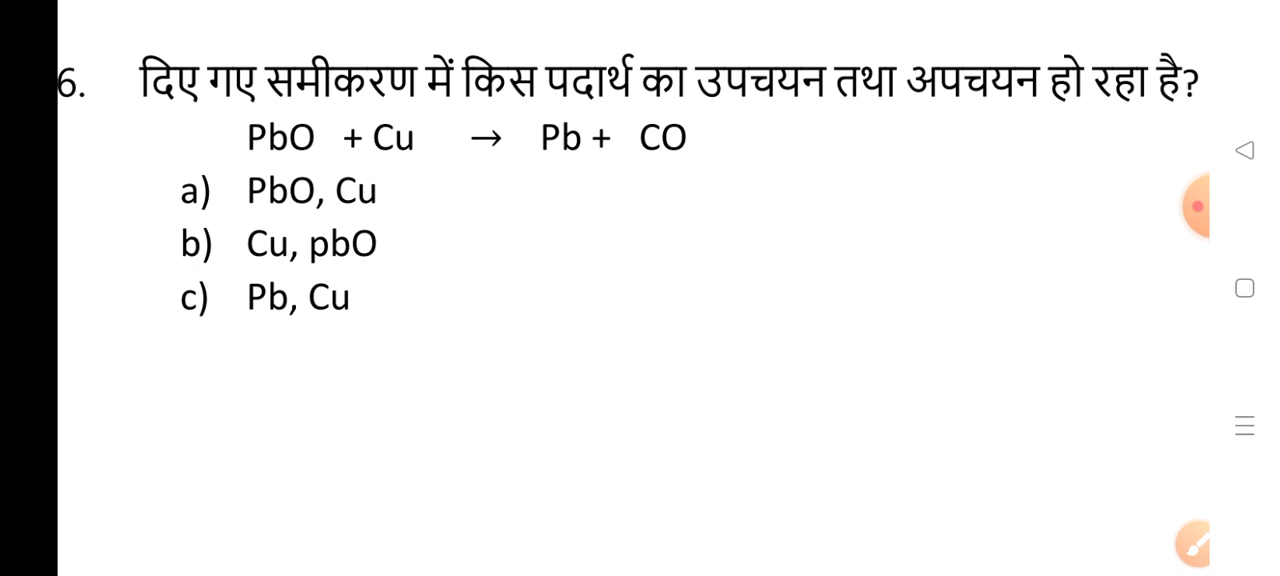 6. दिए गए समीकरण में किस पदार्थ का उपचयन तथा अपचयन हो रहा है?
PbO + Cu → Pb + CO
a) PbO, Cu
b) Cu, pbO
c) Pb, Cu